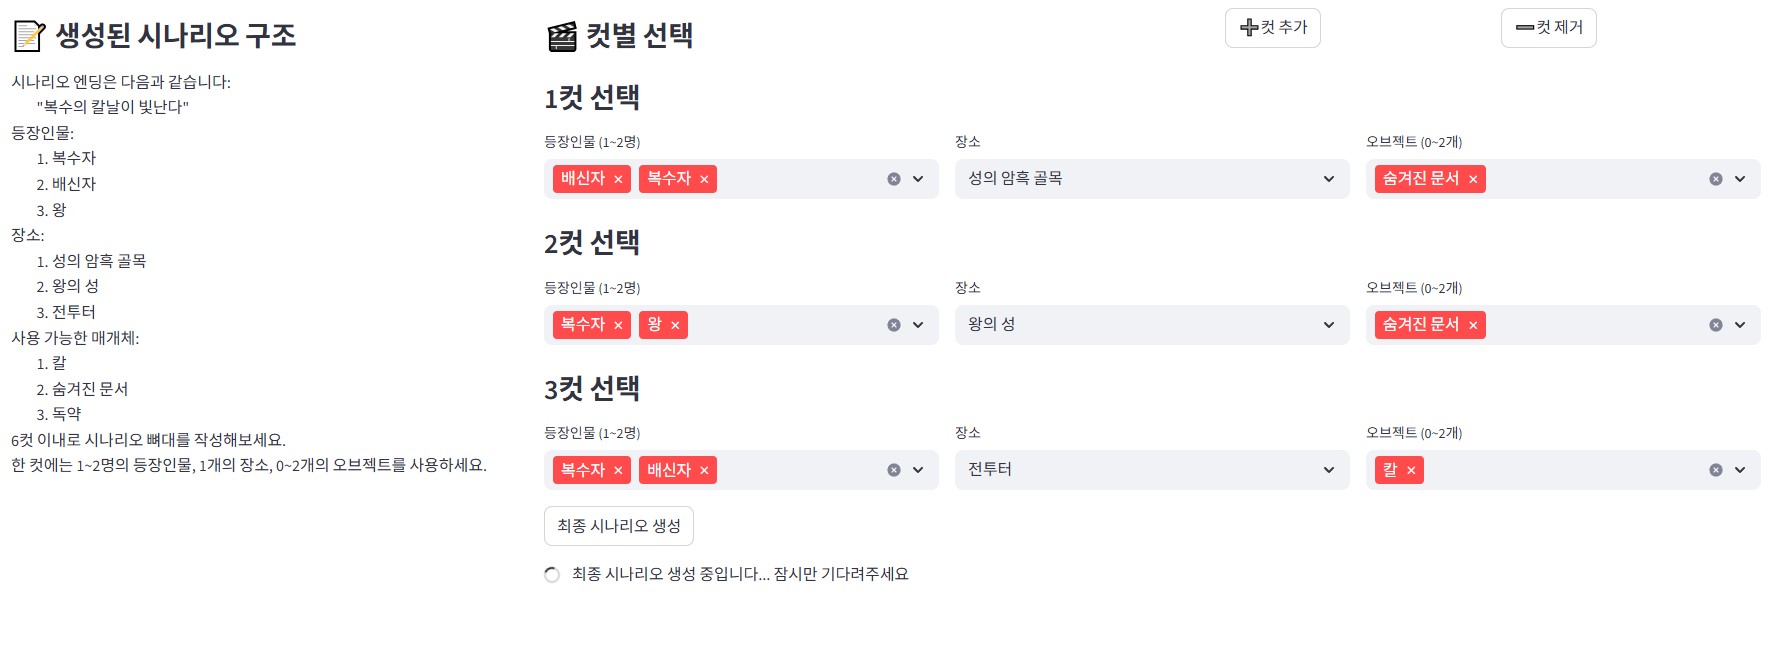 생성된 시나리오 구조
시나리오 엔딩은 다음과 같습니다:
"복수의 칼날이 빛난다"
등장인물:
1. 복수자
2. 배신자
3. 왕
장소:
1. 성의 암흑 골목
2. 왕의 성
3. 전투터
사용 가능한 매개체:
1. 칼
2. 숨겨진 문서
3. 독약
6컷 이내로 시나리오 뼈대를 작성해보세요.
한 컷에는 1~2명의 등장인물, 1개의 장소, 0~2개의 오브젝트를 사용하세요.
컷별 선택
컷 추가
컷 제거
1컷 선택
등장인물 (1~2명)
장소
오브젝트 (0~2개)
배신자 × 복수자 ×
성의 암흑 골목
숨겨진 문서 ×
2컷 선택
등장인물 (1~2명)
장소
오브젝트 (0~2개)
복수자 × 왕 ×
왕의 성
숨겨진 문서 ×
3컷 선택
등장인물 (1~2명)
장소
오브젝트 (0~2개)
복수자 × 배신자 ×
전투터
칼 ×
최종 시나리오 생성
최종 시나리오 생성 중입니다... 잠시만 기다려주세요